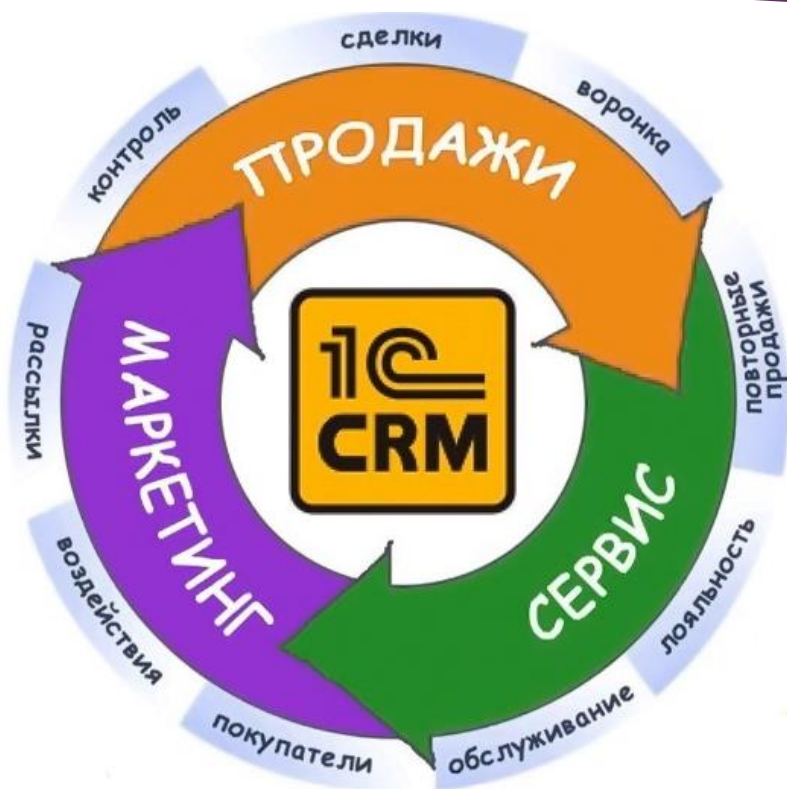 сделки
воронка
повторные
продажи
лояльность
обслуживание
покупатели
воздействия
рассылки
контроль
ПРОДАЖИ
СЕРВИС
МАРКЕТИНГ
1С
CRM